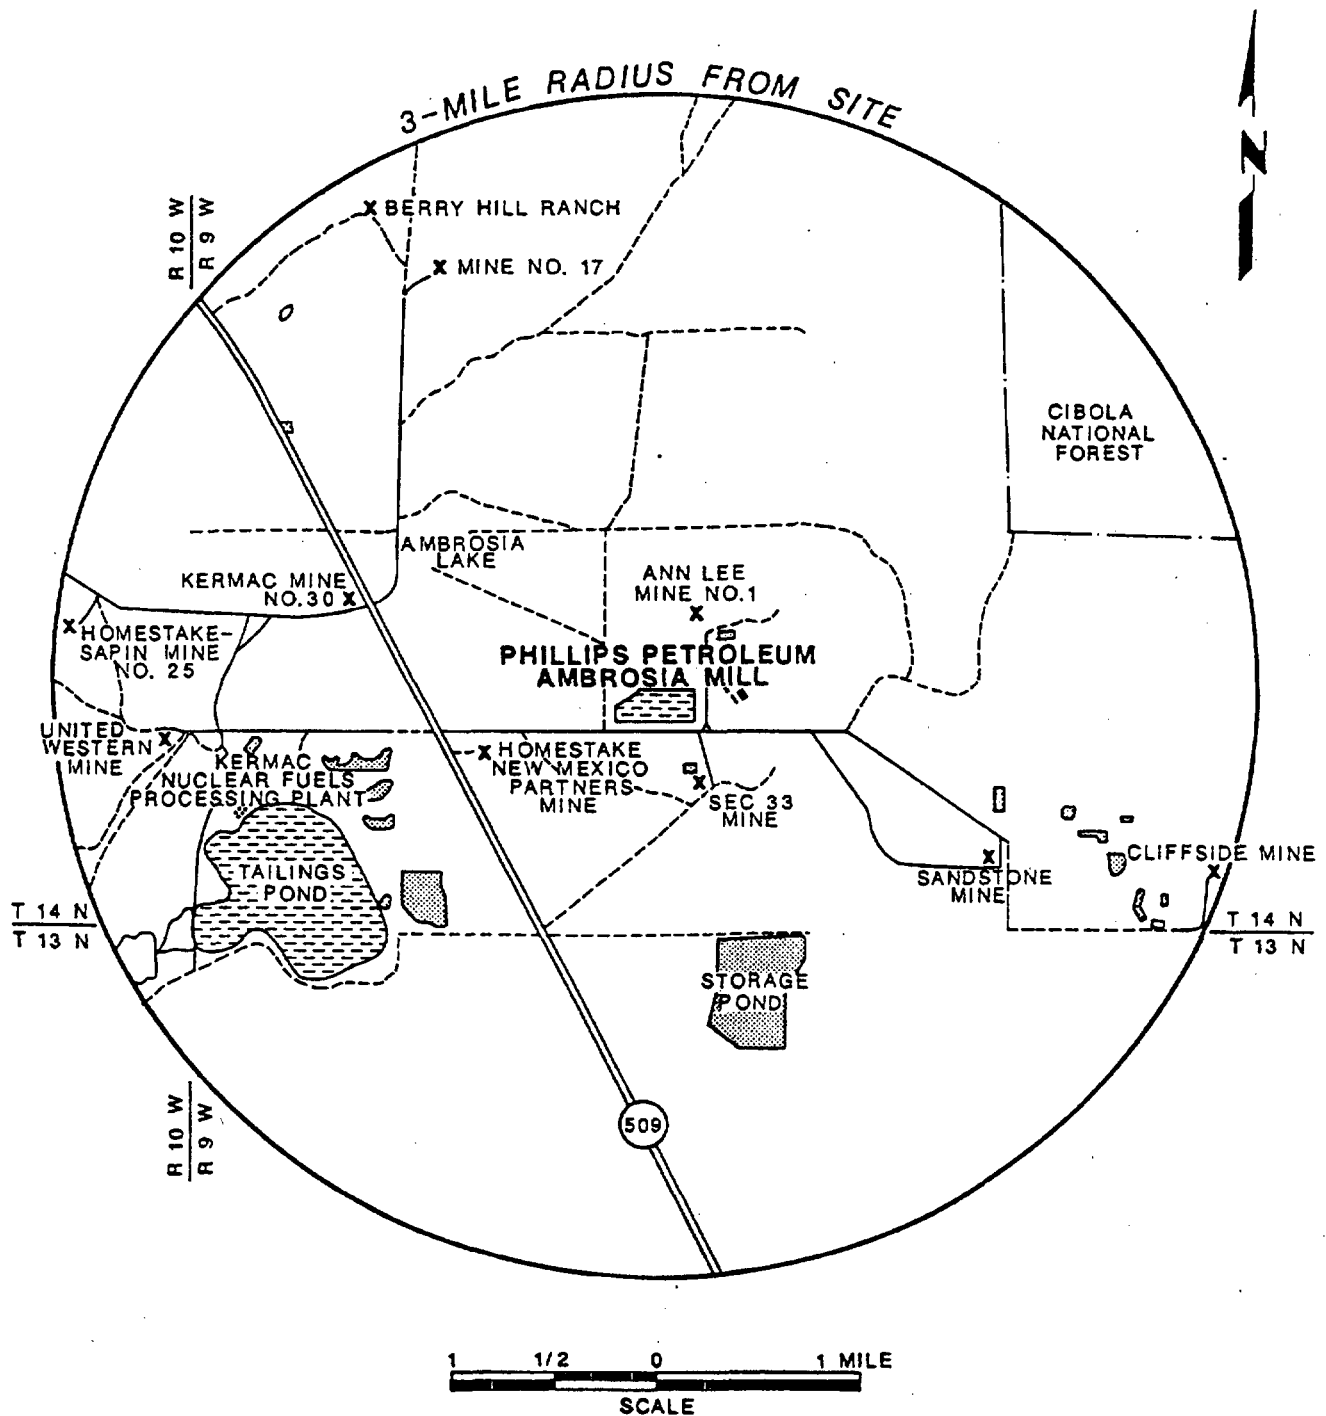 3-MILE RADIUS FROM SITE
N
R 10 W
R 9 W
BERRY HILL RANCH
MINE NO. 17
CIBOLA
NATIONAL
FOREST
AMBROSIA
LAKE
KERMAC MINE
NO.30
ANN LEE
MINE NO.1
HOMESTAKE-
SAPIN MINE
NO. 25
PHILLIPS PETROLEUM
AMBROSIA MILL
UNITED
WESTERN
MINE
KERMAC
NUCLEAR FUELS
PROCESSING PLANT
HOMESTAKE
NEW MEXICO
PARTNERS
MINE
SEC 33
MINE
SANDSTONE
MINE
CLIFFSIDE MINE
TAILINGS
POND
T 14 N
T 13 N
T 14 N
T 13 N
STORAGE
POND
R 10 W
R 9 W
509
1 1/2 0 1 MILE
SCALE